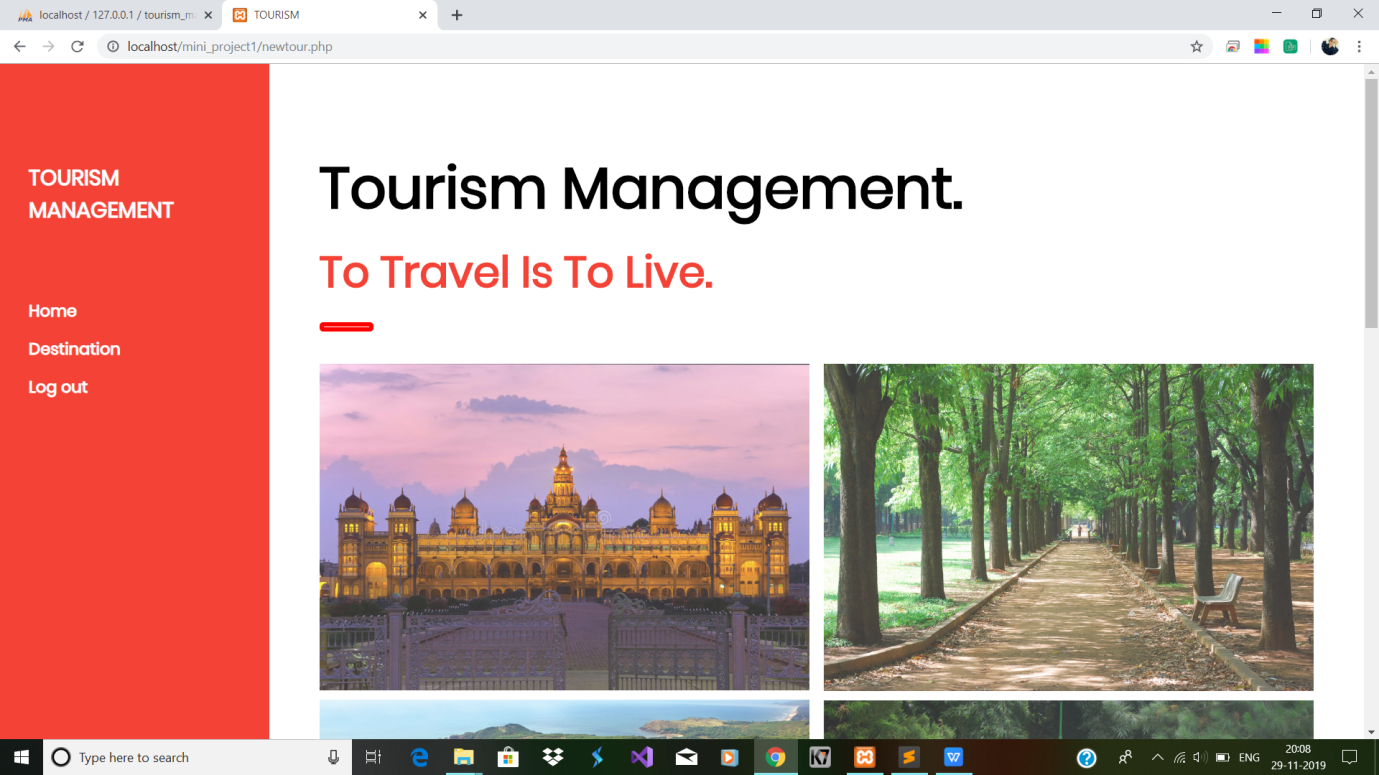 localhost / 127.0.0.1 / tourism_m
TOURISM
localhost/mini_project1/newtour.php
TOURISM
MANAGEMENT
Home
Destination
Log out
Tourism Management.
To Travel Is To Live.
Type here to search
ENG
20:08
29-11-2019